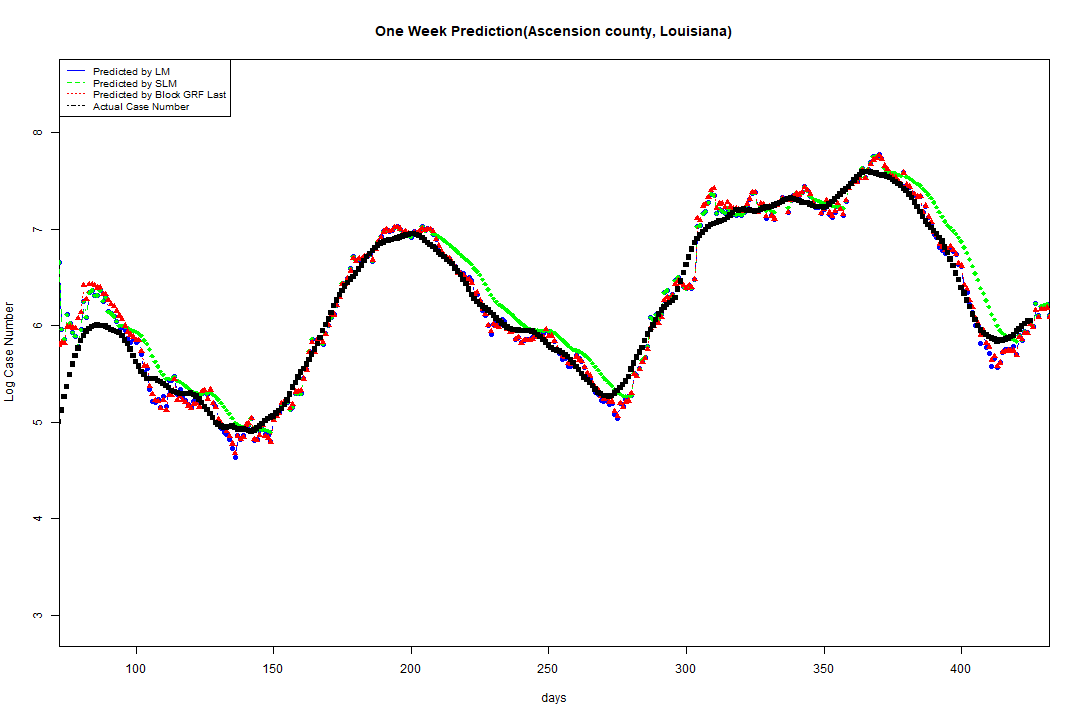 One Week Prediction(Ascension county, Louisiana)
Predicted by LM
Predicted by SLM
Predicted by Block GRF Last
Actual Case Number
8
7
6
5
4
3
Log Case Number
100 150 200 250 300 350 400
days